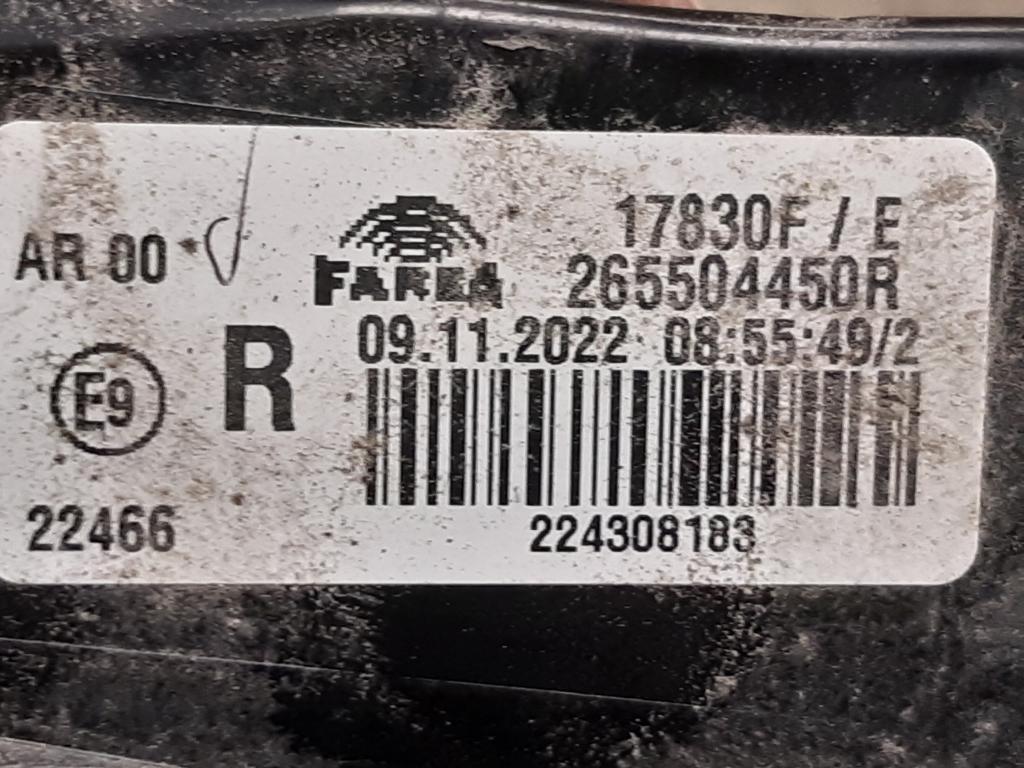 17830F / E
AR 00
FARBA
265504450R
09.11.2022 08:55:49/2
R
E9
22466
224308183